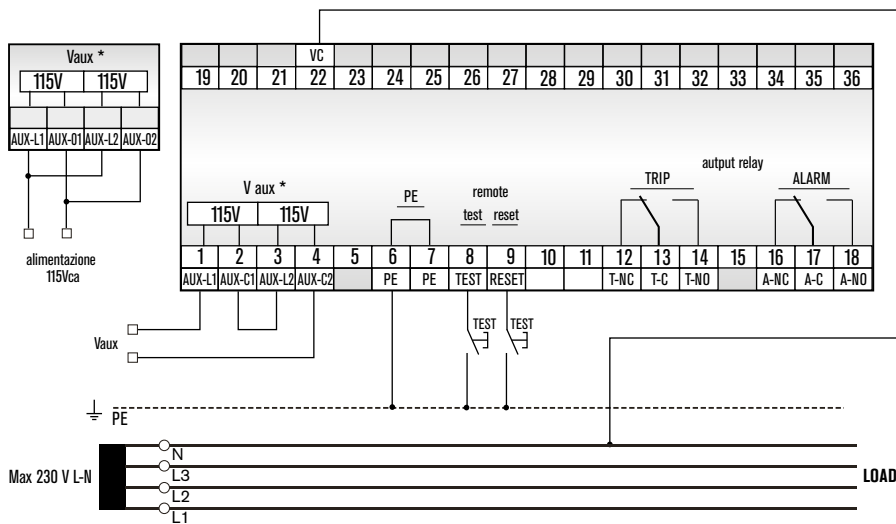 VC
19 20 21 22 23 24 25 26 27 28 29 30 31 32 33 34 35 36
Vaux *
115V 115V
AUX-L1 AUX-01 AUX-L2 AUX-02
alimentazione
115Vca
autput relay
TRIP ALARM
V aux *
115V 115V
PE
remote
test reset
1 2 3 4 5 6 7 8 9 10 11 12 13 14 15 16 17 18
AUX-L1 AUX-C1 AUX-L2 AUX-C2 PE PE TEST RESET T-NC T-C T-NO A-NC A-C A-NO
TEST TEST
Vaux
PE
Max 230 V L-N
N
L3
L2
L1
LOAD